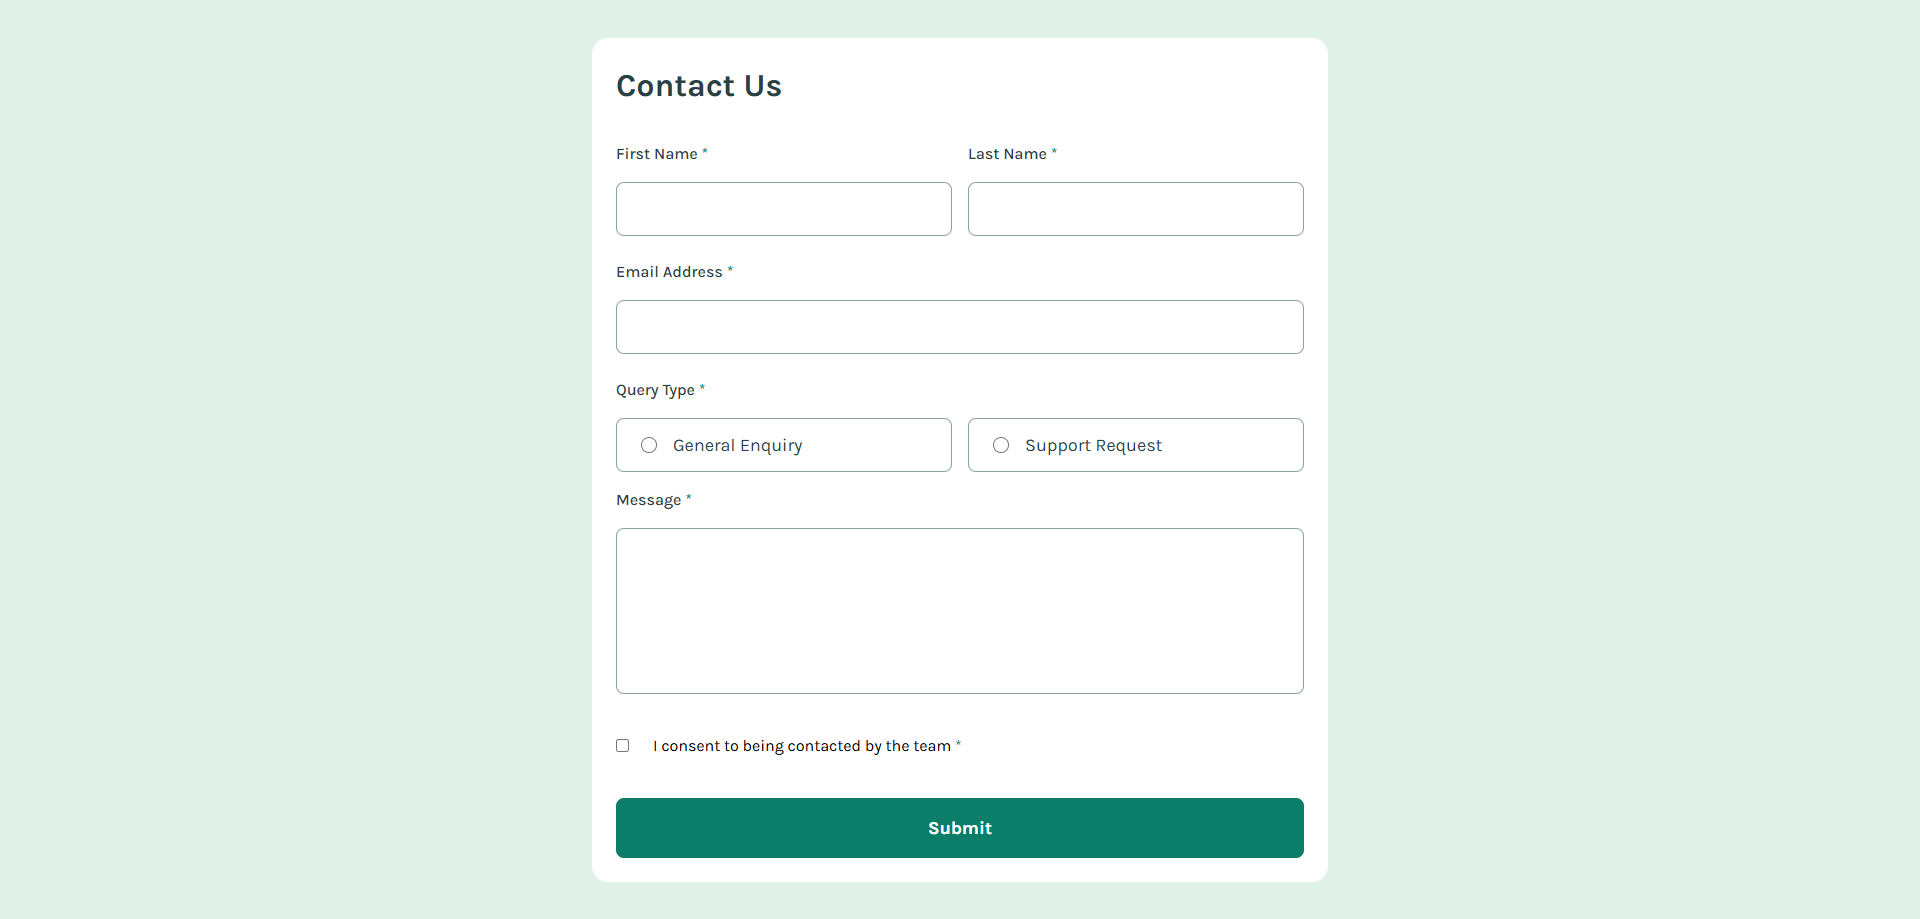 Contact Us
First Name *
Last Name *
Email Address *
Query Type *
General Enquiry
Support Request
Message *
I consent to being contacted by the team *
Submit